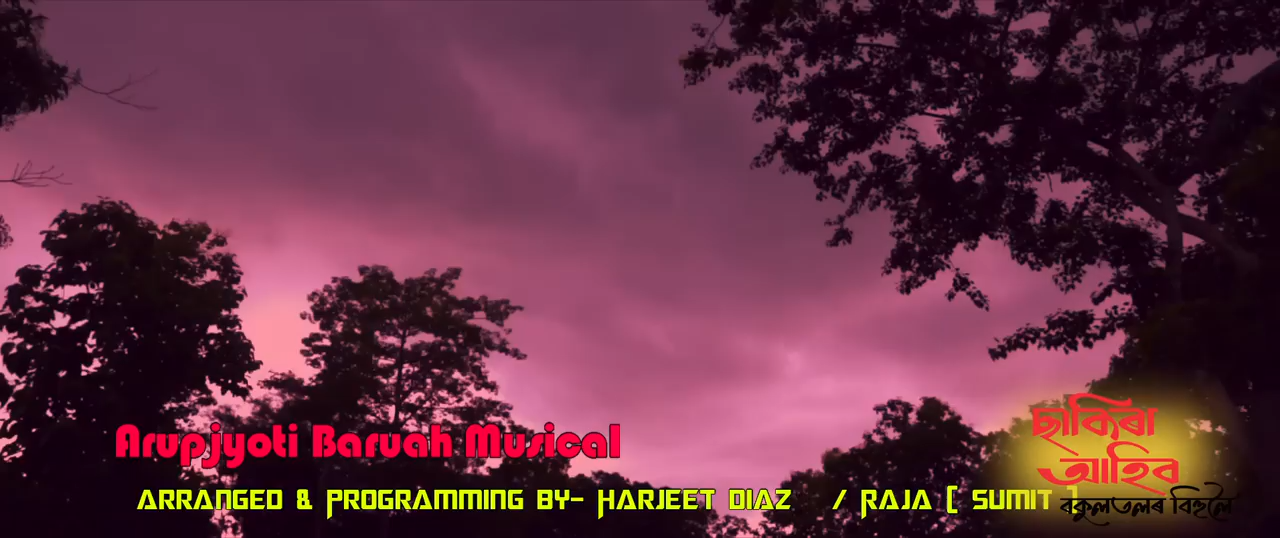 Arupjyoti Baruah Musical
ARRANGED & PROGRAMMING BY- HARJEET DIAZ / RAJA [ SUMIT ]
ছাকিৰা
আহিব
বকুলতলৰ বিহুলৈ